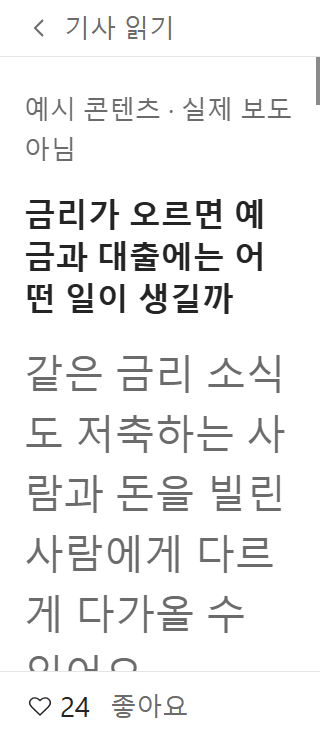 기사 읽기
예시 콘텐츠 · 실제 보도
아님
금리가 오르면 예
금과 대출에는 어
떤 일이 생길까
같은 금리 소식
도 저축하는 사
람과 돈을 빌린
사람에게 다르
게 다가올 수
있어요
24 좋아요